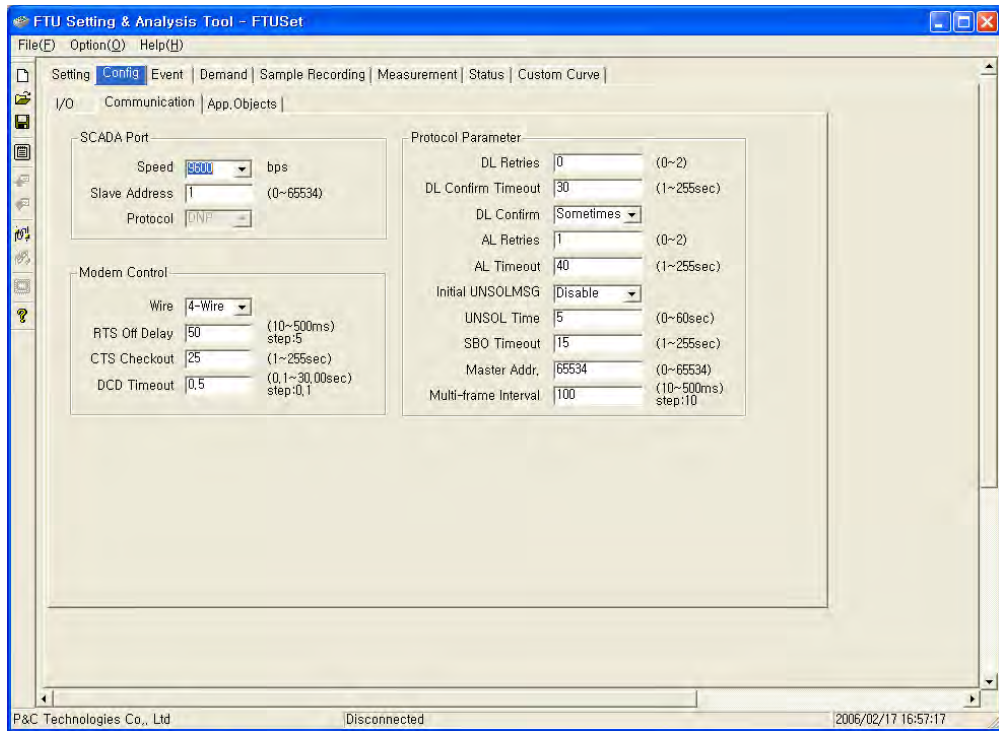 FTU Setting & Analysis Tool - FTUSet
File(F) Option(O) Help(H)
Setting Config Event Demand Sample Recording Measurement Status Custom Curve
I/O Communication App.Objects
SCADA Port
Speed 9600 bps
Slave Address 1 (0~65534)
Protocol DNP
Modem Control
Wire 4-Wire
RTS Off Delay 50 (10~500ms) step:5
CTS Checkout 25 (1~255sec)
DCD Timeout 0,5 (0,1~30,00sec) step:0,1
Protocol Parameter
DL Retries 0 (0~2)
DL Confirm Timeout 30 (1~255sec)
DL Confirm Sometimes
AL Retries 1 (0~2)
AL Timeout 40 (1~255sec)
Initial UNSOLMSG Disable
UNSOL Time 5 (0~60sec)
SBO Timeout 15 (1~255sec)
Master Addr, 65534 (0~65534)
Multi-frame Interval 100 (10~500ms) step:10
P&C Technologies Co,, Ltd Disconnected 2006/02/17 16:57:17